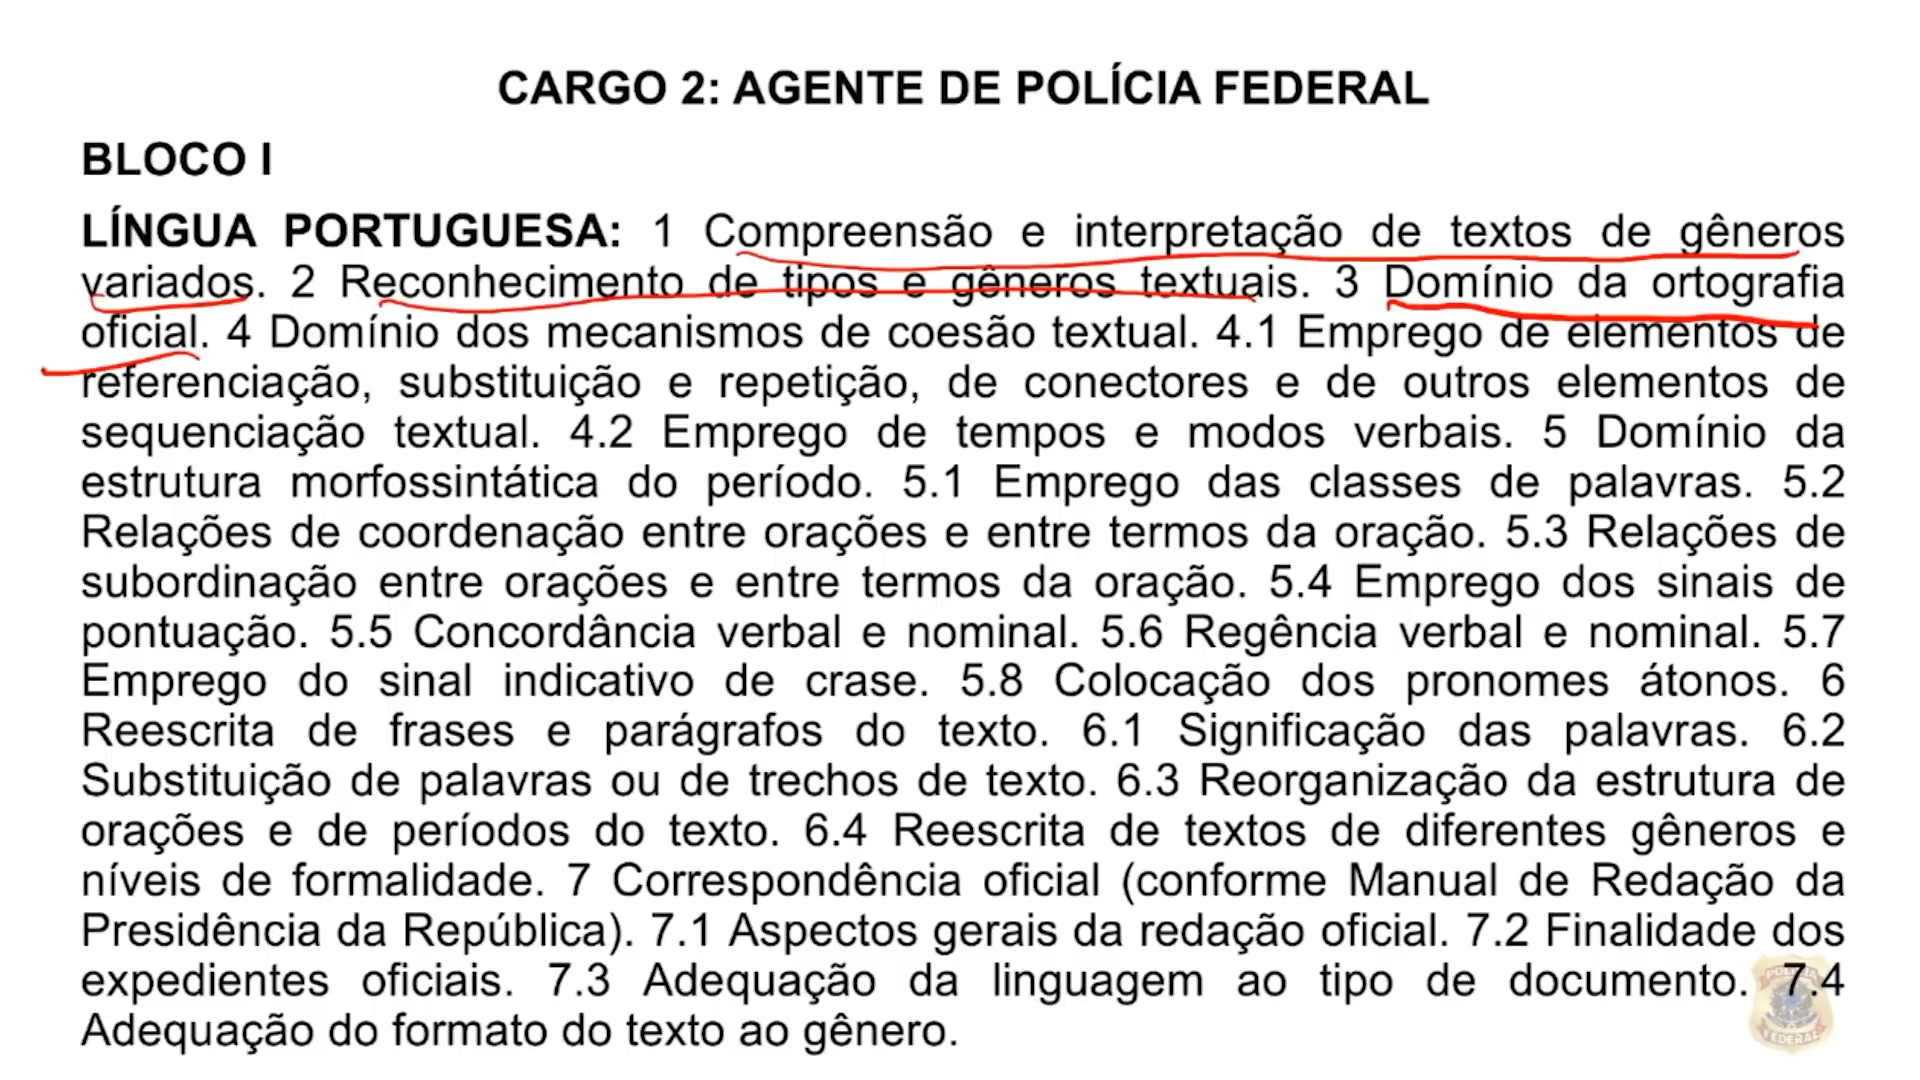 CARGO 2: AGENTE DE POLÍCIA FEDERAL
BLOCO I
LÍNGUA PORTUGUESA: 1 Compreensão e interpretação de textos de gêneros
variados. 2 Reconhecimento de tipos e gêneros textuais. 3 Domínio da ortografia
oficial. 4 Domínio dos mecanismos de coesão textual. 4.1 Emprego de elementos de
referenciação, substituição e repetição, de conectores e de outros elementos de
sequenciação textual. 4.2 Emprego de tempos e modos verbais. 5 Domínio da
estrutura morfossintática do período. 5.1 Emprego das classes de palavras. 5.2
Relações de coordenação entre orações e entre termos da oração. 5.3 Relações de
subordinação entre orações e entre termos da oração. 5.4 Emprego dos sinais de
pontuação. 5.5 Concordância verbal e nominal. 5.6 Regência verbal e nominal. 5.7
Emprego do sinal indicativo de crase. 5.8 Colocação dos pronomes átonos. 6
Reescrita de frases e parágrafos do texto. 6.1 Significação das palavras. 6.2
Substituição de palavras ou de trechos de texto. 6.3 Reorganização da estrutura de
orações e de períodos do texto. 6.4 Reescrita de textos de diferentes gêneros e
níveis de formalidade. 7 Correspondência oficial (conforme Manual de Redação da
Presidência da República). 7.1 Aspectos gerais da redação oficial. 7.2 Finalidade dos
expedientes oficiais. 7.3 Adequação da linguagem ao tipo de documento. 7.4
Adequação do formato do texto ao gênero.
POLÍCIA
FEDERAL